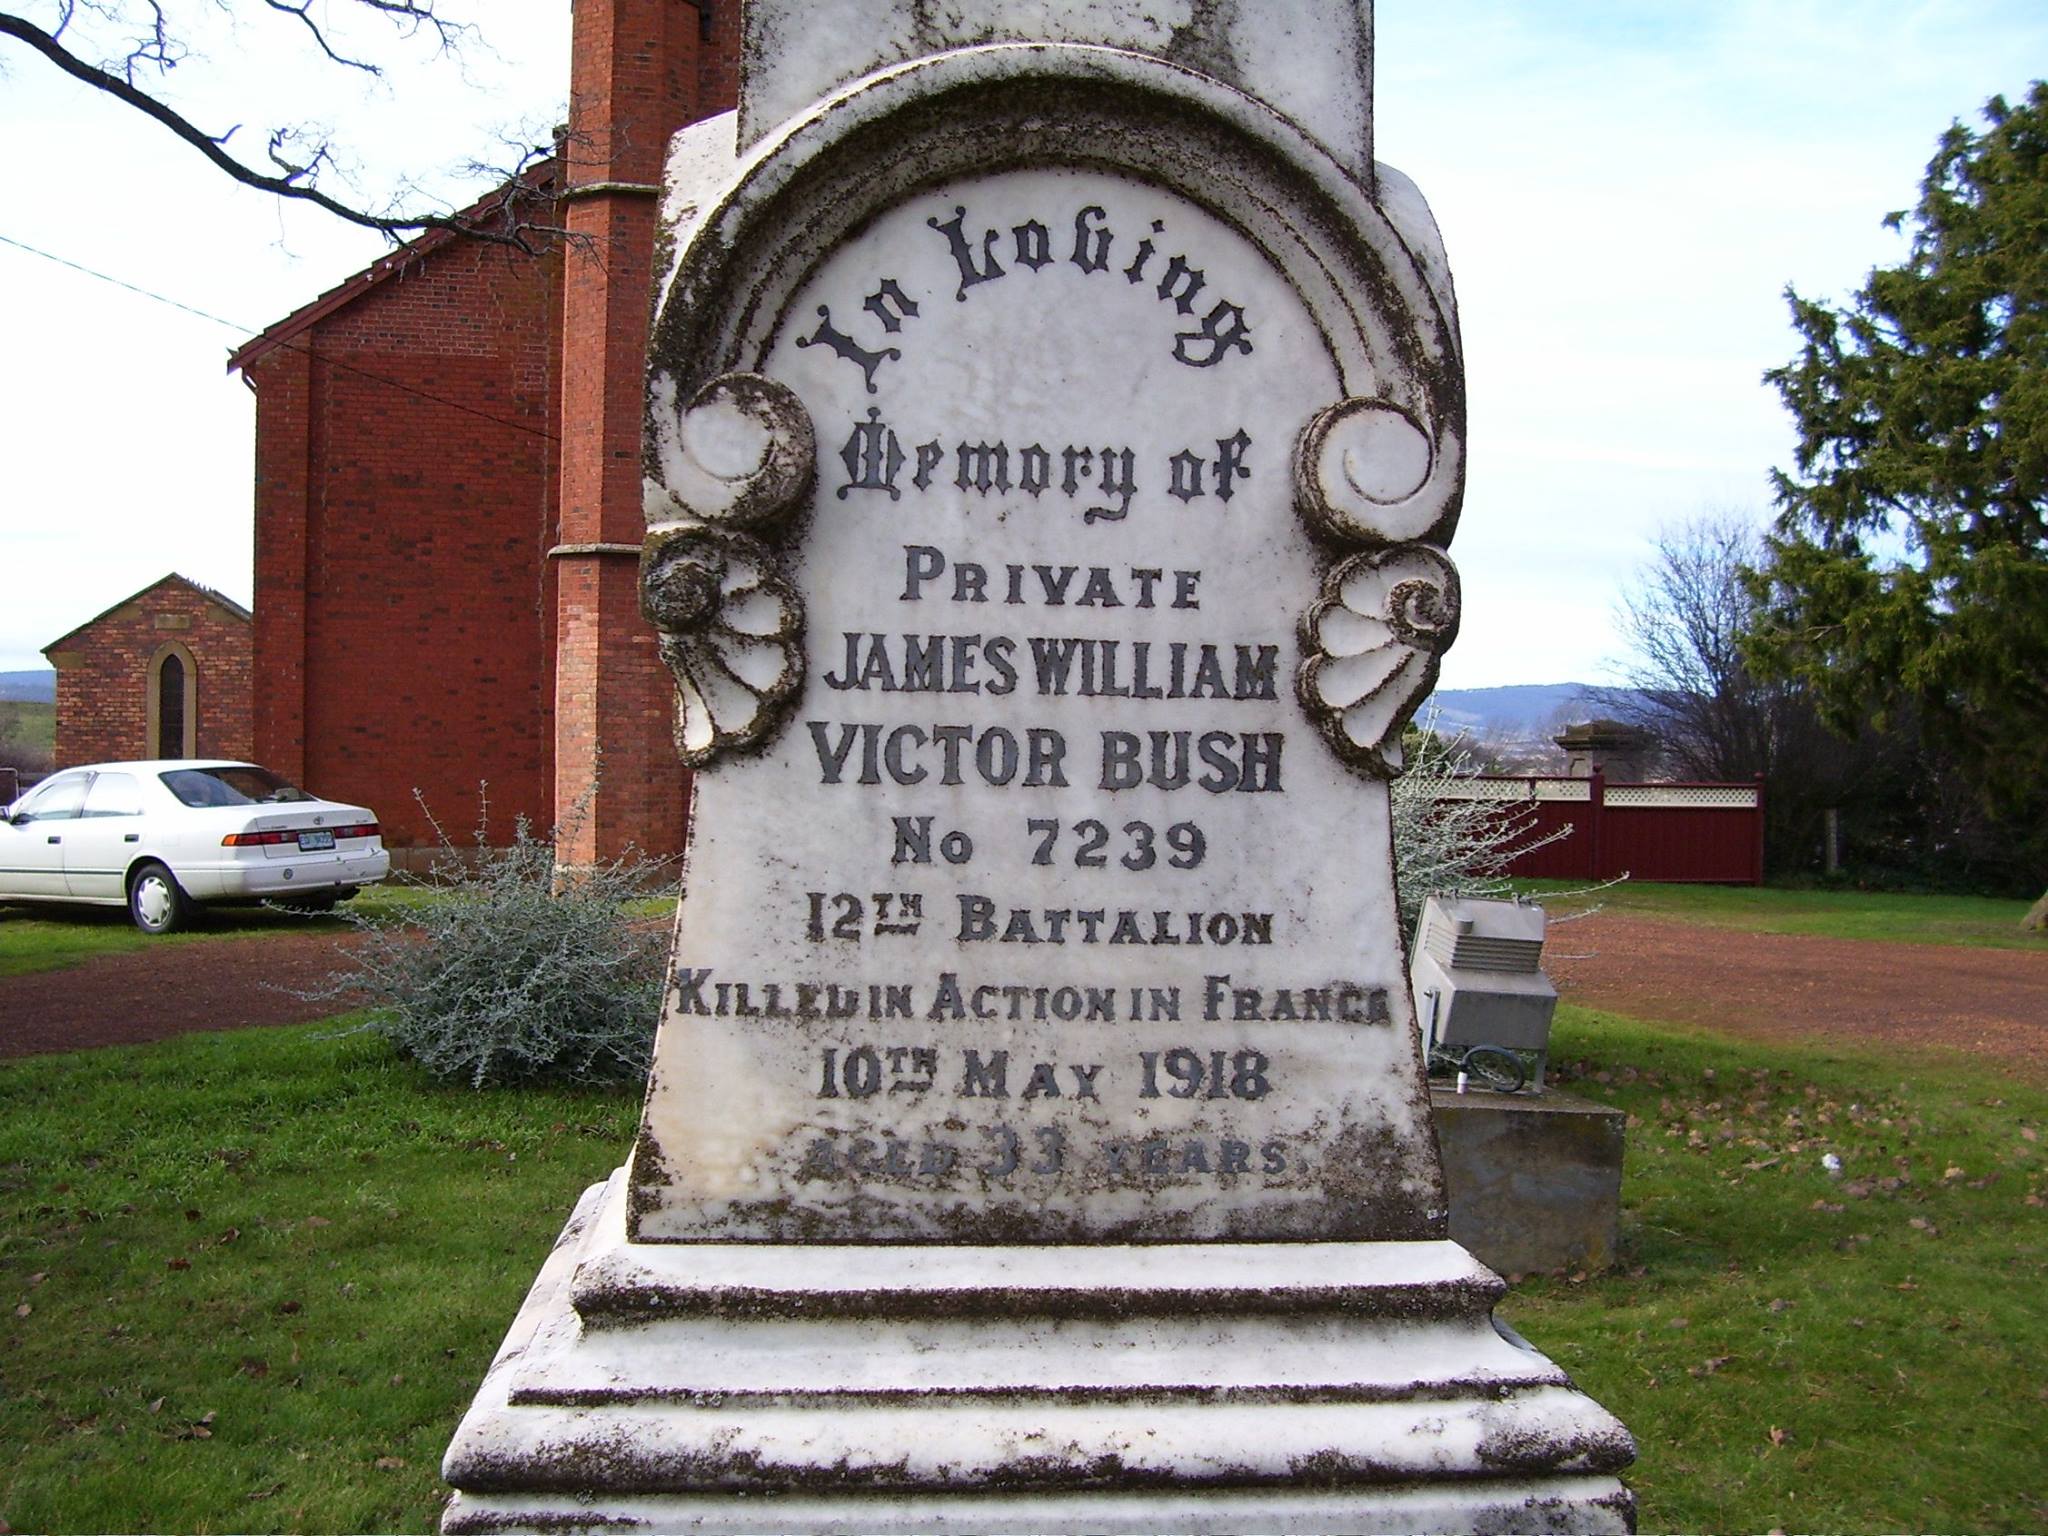 In Loving
Memory of
PRIVATE
JAMES WILLIAM
VICTOR BUSH
No 7239
12TH BATTALION
KILLED IN ACTION IN FRANCE
10TH MAY 1918
AGED 33 YEARS.